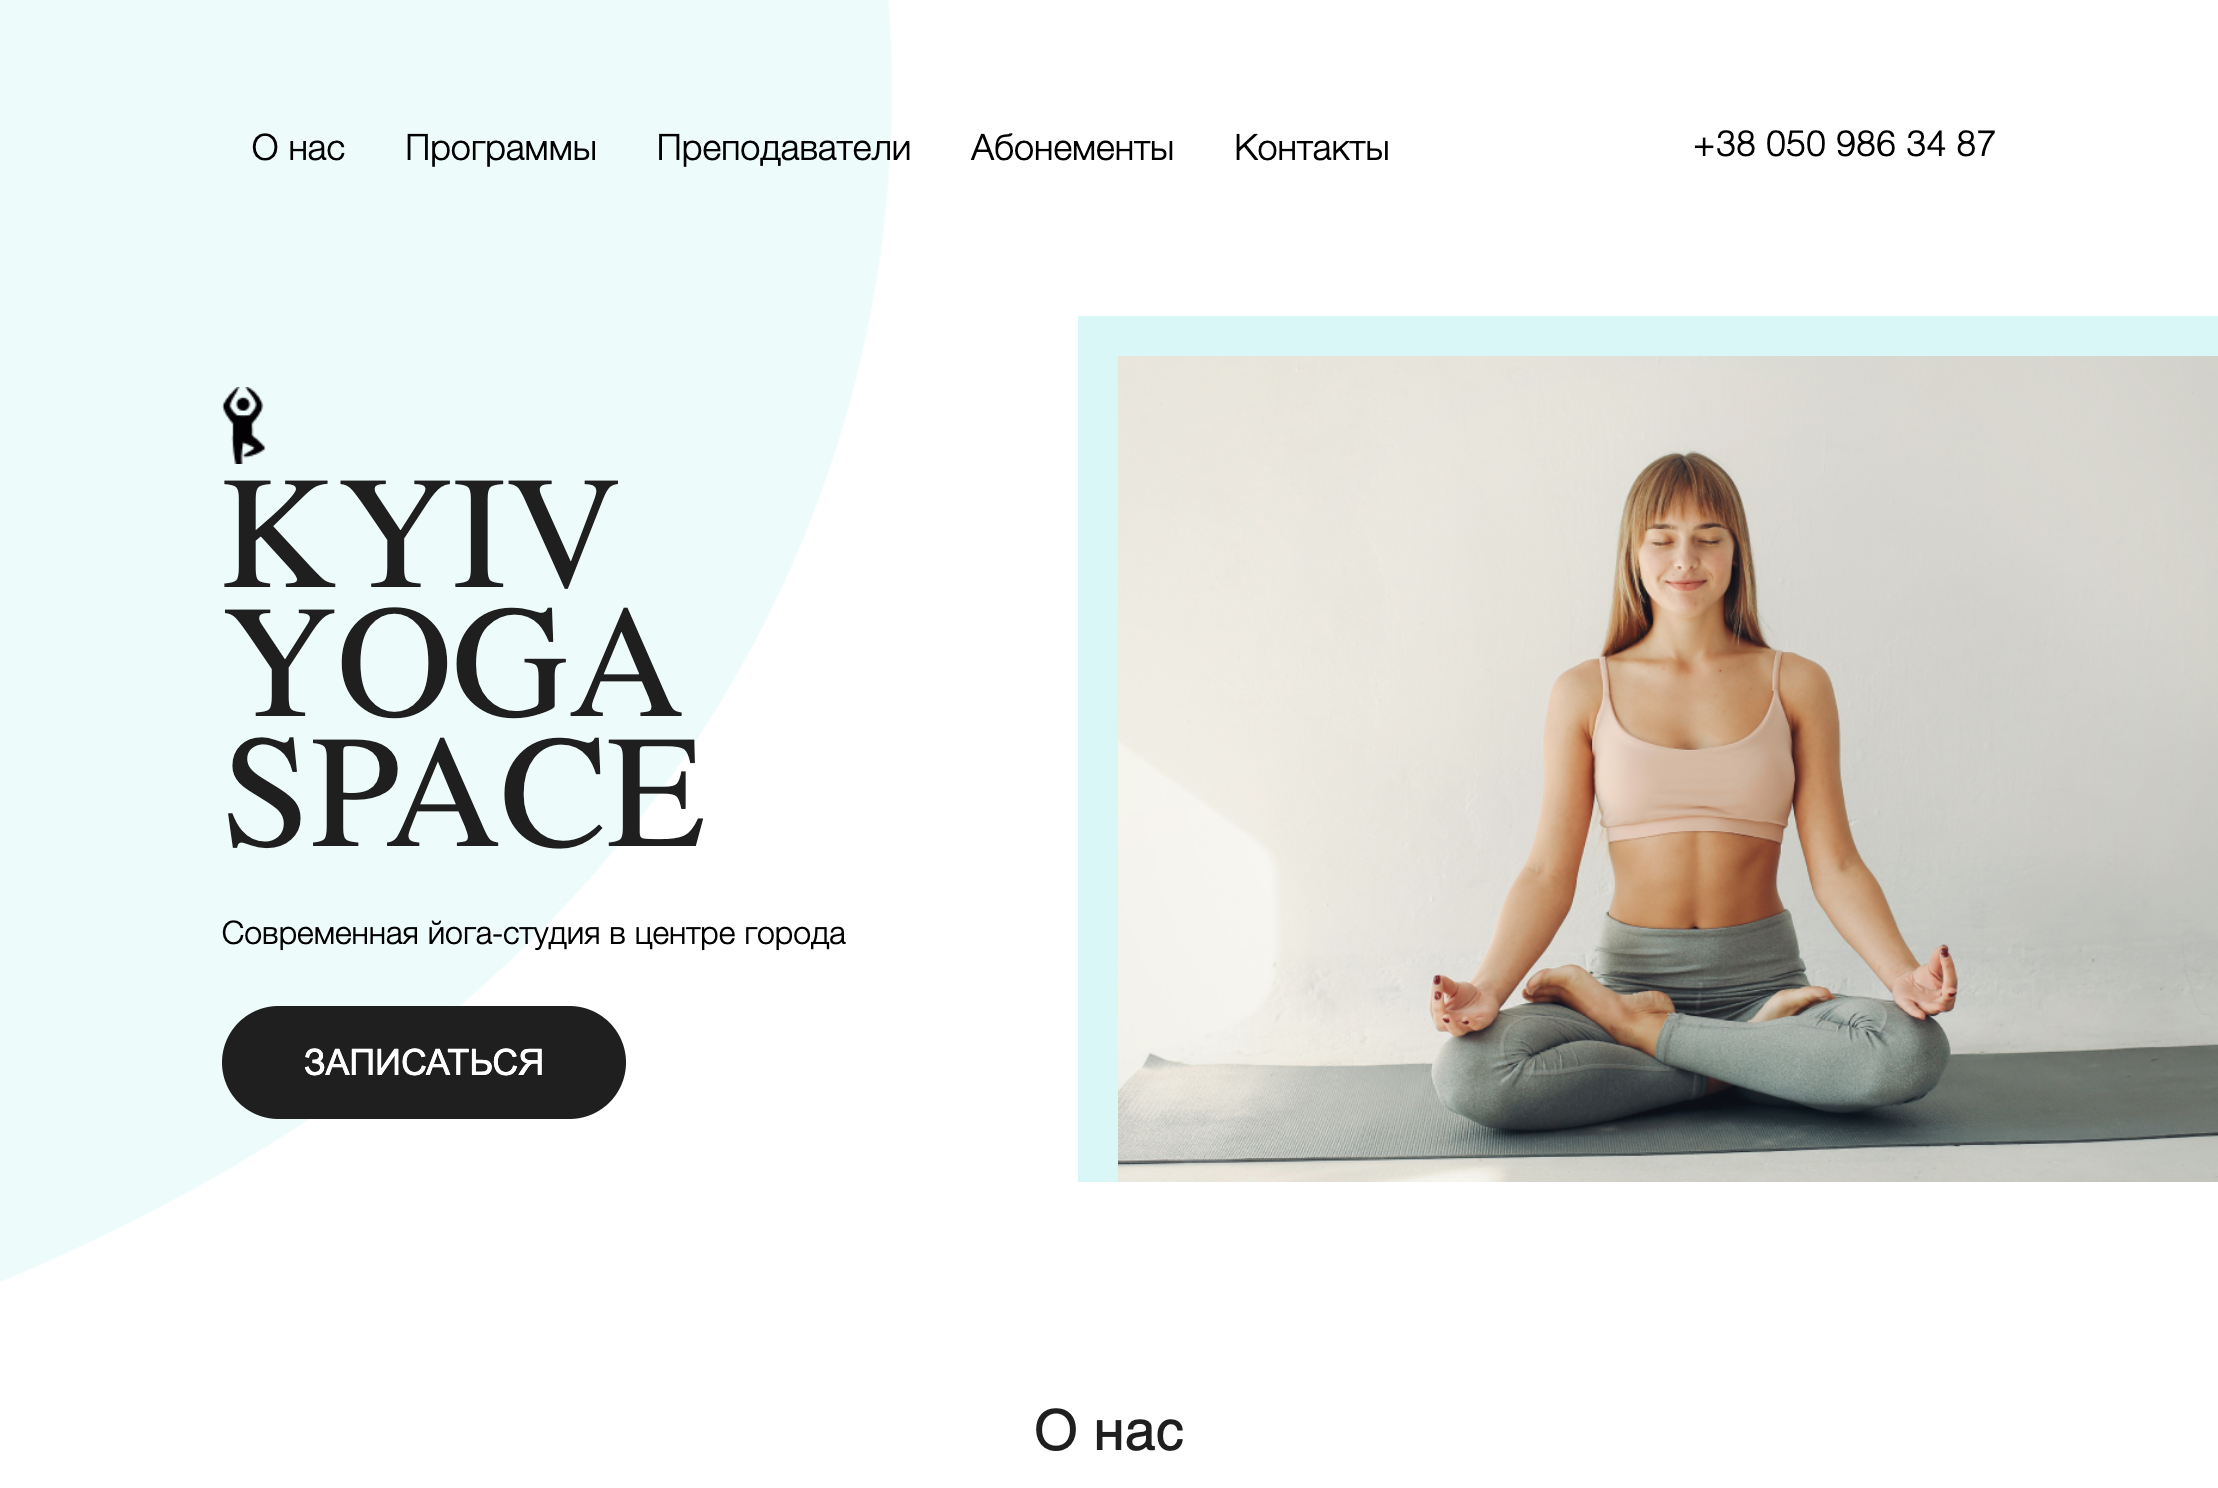 О нас Программы Преподаватели Абонементы Контакты +38 050 986 34 87
KYIV
YOGA
SPACE
Современная йога-студия в центре города
ЗАПИСАТЬСЯ
О нас